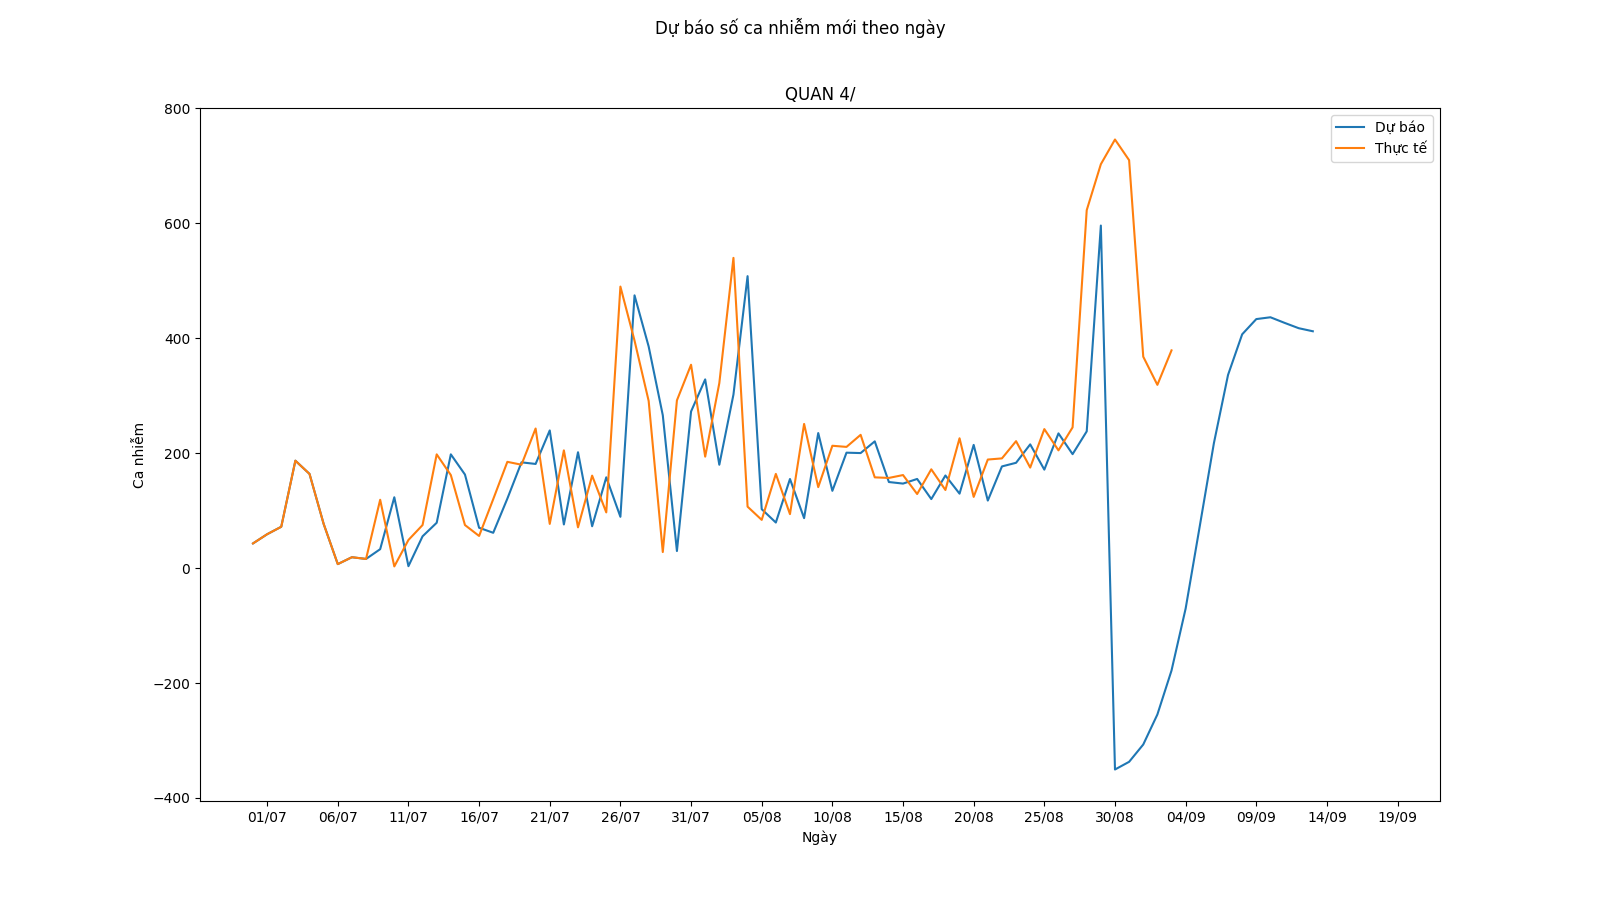 Dự báo số ca nhiễm mới theo ngày
QUAN 4/
Dự báo
Thực tế
800
600
400
200
0
−200
−400
Ca nhiễm
01/07 06/07 11/07 16/07 21/07 26/07 31/07 05/08 10/08 15/08 20/08 25/08 30/08 04/09 09/09 14/09 19/09
Ngày